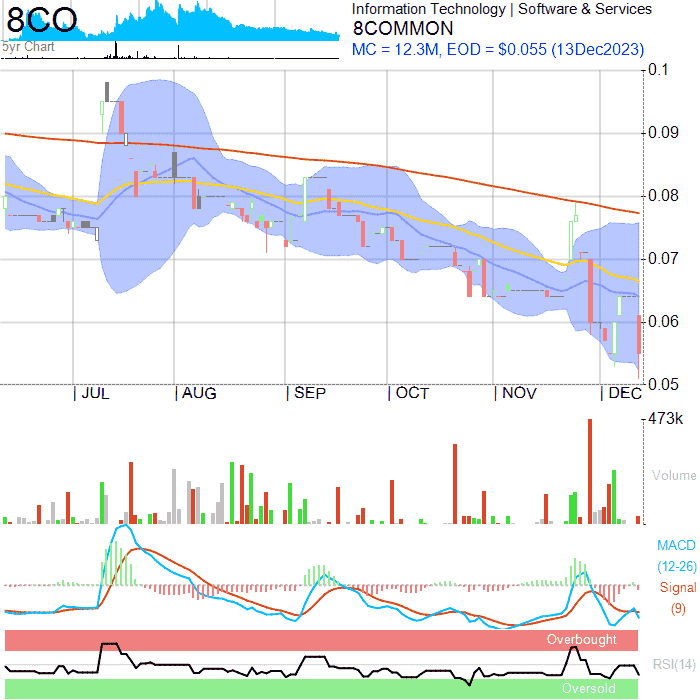 8CO
5yr Chart
Information Technology | Software & Services
8COMMON
MC = 12.3M, EOD = $0.055 (13Dec2023)
0.1
0.09
0.08
0.07
0.06
0.05
| JUL | AUG | SEP | OCT | NOV | DEC
473k
Volume
MACD
(12-26)
Signal
(9)
Overbought
RSI(14)
Oversold